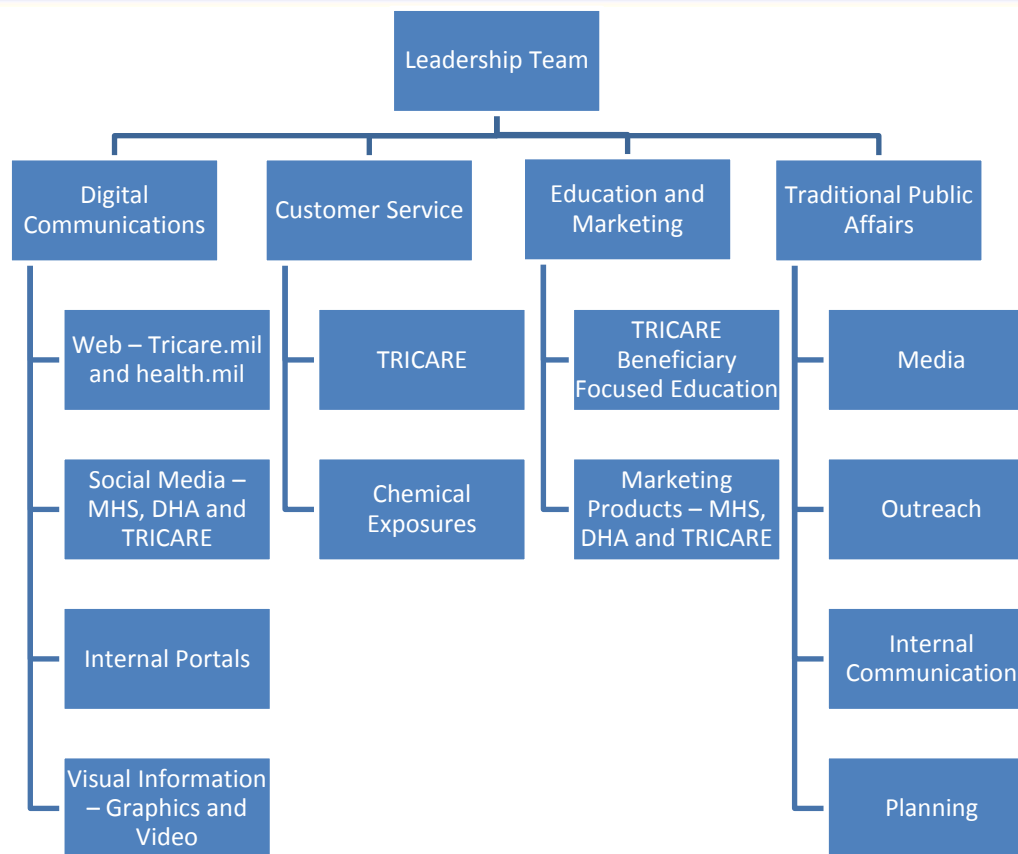 Leadership Team
Digital
Communications
Customer Service
Education and
Marketing
Traditional Public
Affairs
Web – Tricare.mil
and health.mil
TRICARE
TRICARE
Beneficiary
Focused Education
Media
Social Media –
MHS, DHA and
TRICARE
Chemical
Exposures
Marketing
Products – MHS,
DHA and TRICARE
Outreach
Internal Portals
Internal
Communication
Visual Information
– Graphics and
Video
Planning